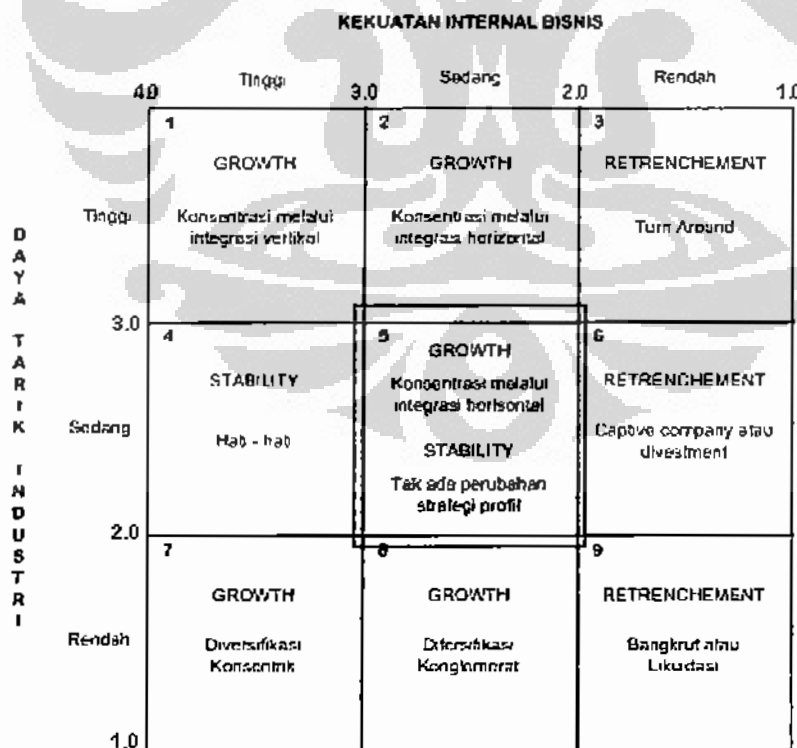 KEKUATAN INTERNAL BISNIS
Tinggi Sedang Rendah
4.0 3.0 2.0 1.0
1 2 3
GROWTH GROWTH RETRENCHEMENT
Tinggi Konsentrasi melalui Konsentrasi melalui Turn Around
integrasi vertikal integrasi horizontal
DAYA TARIK INDUSTRI
3.0
4 5 6
GROWTH
STABILITY Konsentrasi melalui RETRENCHEMENT
integrasi horisontal
Sedang Hati - hati STABILITY Captive company atau
divestment
Tak ada perubahan
strategi profit
2.0
7 8 9
GROWTH GROWTH RETRENCHEMENT
Rendah Diversifikasi Difersifikasi Bangkrut atau
Konsentrik Konglomerat Likuidasi
1.0